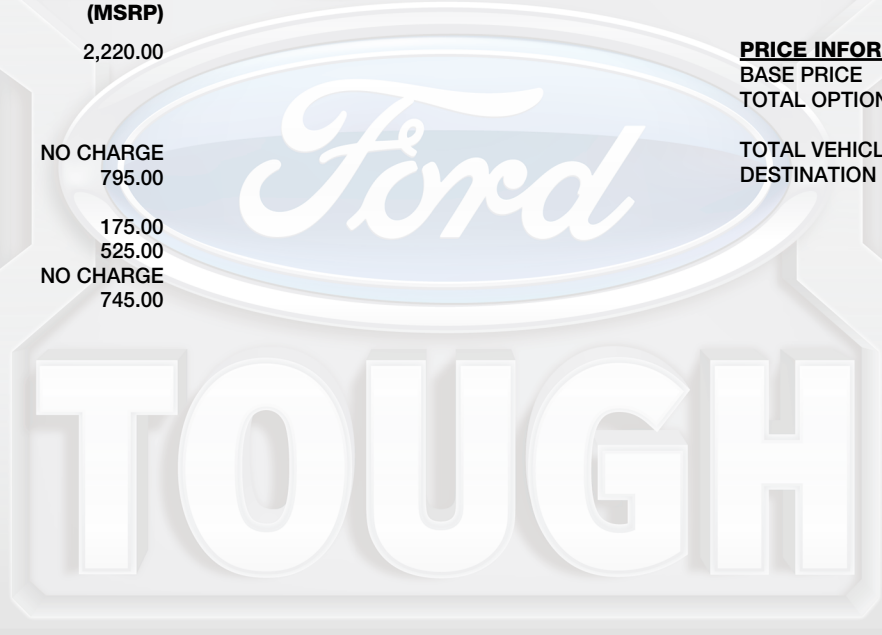 (MSRP)
2,220.00
NO CHARGE
795.00
175.00
525.00
NO CHARGE
745.00
PRICE INFOR
BASE PRICE
TOTAL OPTION
TOTAL VEHICL
DESTINATION
Ford
TOUGH